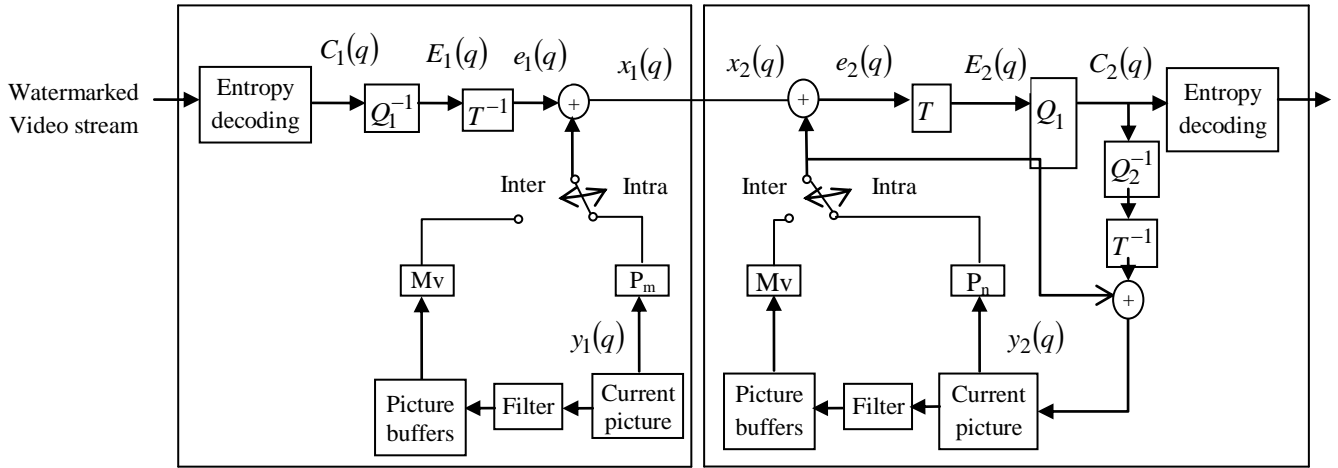 Watermarked
Video stream
Entropy
decoding
C₁(q)
Q₁⁻¹
E₁(q)
T⁻¹
e₁(q)
+
x₁(q)
Inter
Intra
Mv
Pₘ
y₁(q)
Picture
buffers
Filter
Current
picture
x₂(q)
+
e₂(q)
T
E₂(q)
Q₁
C₂(q)
Entropy
decoding
Q₂⁻¹
T⁻¹
+
Inter
Intra
Mv
Pₙ
y₂(q)
Picture
buffers
Filter
Current
picture